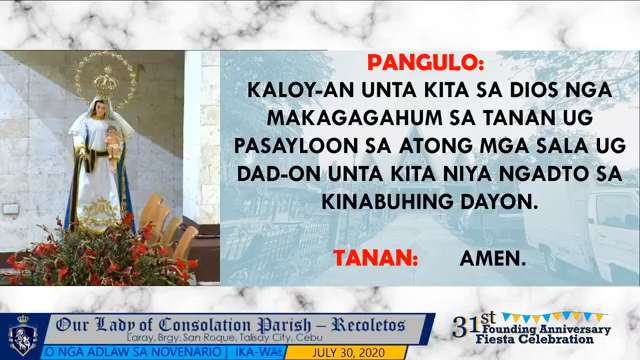 PANGULO:
KALOY-AN UNTA KITA SA DIOS NGA
MAKAGAGAHUM SA TANAN UG
PASAYLOON SA ATONG MGA SALA UG
DAD-ON UNTA KITA NIYA NGADTO SA
KINABUHING DAYON.
TANAN: AMEN.
Our Lady of Consolation Parish – Recoletos
Laray, Brgy. San Roque, Talisay City, Cebu
O NGA ADLAW SA NOVENARIO | IKA-WAL
JULY 30, 2020
31st Founding Anniversary
Fiesta Celebration